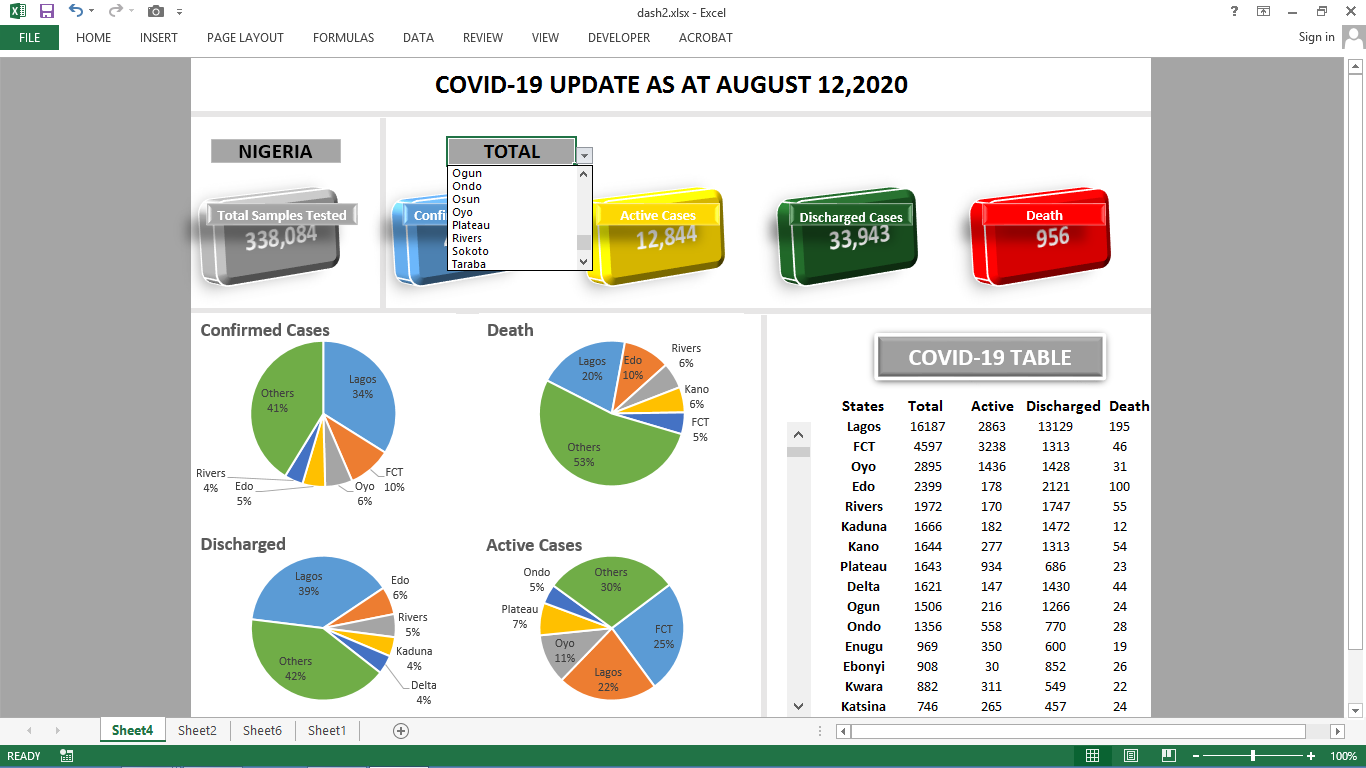 dash2.xlsx - Excel
?
FILE HOME INSERT PAGE LAYOUT FORMULAS DATA REVIEW VIEW DEVELOPER ACROBAT Sign in
COVID-19 UPDATE AS AT AUGUST 12,2020
NIGERIA
TOTAL
Ogun
Ondo
Osun
Oyo
Plateau
Rivers
Sokoto
Taraba
Total Samples Tested
338,084
Active Cases
12,844
Discharged Cases
33,943
Death
956
Confirmed Cases
Lagos
34%
FCT
10%
Oyo
6%
Edo
5%
Rivers
4%
Others
41%
Death
Lagos
20%
Edo
10%
Rivers
6%
Kano
6%
FCT
5%
Others
53%
Discharged
Lagos
39%
Edo
6%
Rivers
5%
Kaduna
4%
Delta
4%
Others
42%
Active Cases
Others
30%
FCT
25%
Lagos
22%
Oyo
11%
Plateau
7%
Ondo
5%
COVID-19 TABLE
States Total Active Discharged Death
Lagos 16187 2863 13129 195
FCT 4597 3238 1313 46
Oyo 2895 1436 1428 31
Edo 2399 178 2121 100
Rivers 1972 170 1747 55
Kaduna 1666 182 1472 12
Kano 1644 277 1313 54
Plateau 1643 934 686 23
Delta 1621 147 1430 44
Ogun 1506 216 1266 24
Ondo 1356 558 770 28
Enugu 969 350 600 19
Ebonyi 908 30 852 26
Kwara 882 311 549 22
Katsina 746 265 457 24
Sheet4 Sheet2 Sheet6 Sheet1
READY
100%